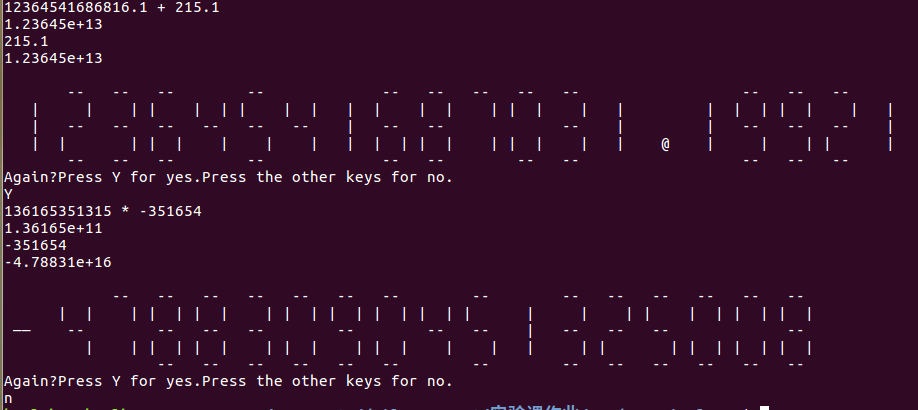 12364541686816.1 + 215.1
1.23645e+13
215.1
1.23645e+13
-- -- -- -- -- -- -- -- -- -- -- --
| | | | | | | | | | | | | | | | | | | | | | | | |
| -- -- -- -- -- -- | -- -- -- | | -- -- -- |
| | | | | | | | | | | | | | | | | | @ | | | | |
-- -- -- -- -- -- -- -- -- -- --
Again?Press Y for yes.Press the other keys for no.
Y
136165351315 * -351654
1.36165e+11
-351654
-4.78831e+16
-- -- -- -- -- -- -- -- -- -- -- -- -- --
| | | | | | | | | | | | | | | | | | | | | | | | | | |
—— -- -- -- -- -- -- -- | -- -- -- --
| | | | | | | | | | | | | | | | | | | | | | | |
-- -- -- -- -- -- -- -- -- -- -- -- -- --
Again?Press Y for yes.Press the other keys for no.
n